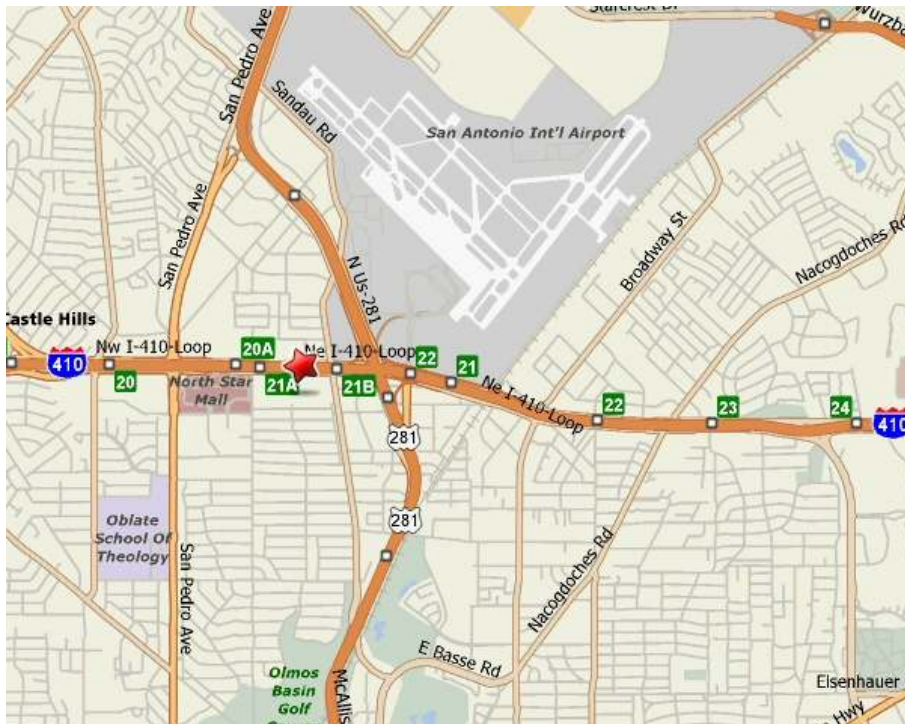 Starcrest Dr
Wurzba
San Pedro Ave
Sandau Rd
San Antonio Int'l Airport
Broadway St
Nacogdoches Rd
San Pedro Ave
N Us-281
Castle Hills
Nw I-410-Loop
20A
Ne I-410-Loop
22
21
410
20
North Star
Mall
21A
21B
Ne I-410-Loop
22
23
24
410
281
281
Oblate
School Of
Theology
San Pedro Ave
Nacogdoches Rd
E Basse Rd
Olmos
Basin
Golf
McAllis
Eisenhauer
Hwy